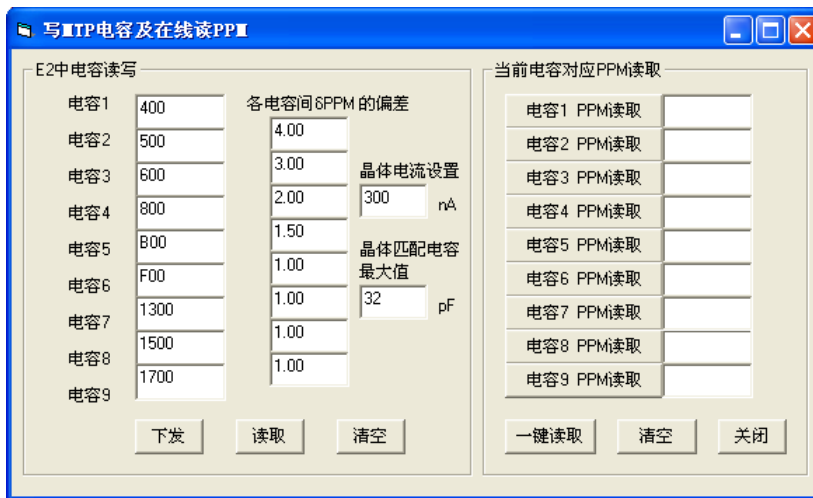 写MTP电容及在线读PPM
E2中电容读写
电容1 400
电容2 500
电容3 600
电容4 800
电容5 B00
电容6 F00
电容7 1300
电容8 1500
电容9 1700
各电容间6PPM的偏差
4.00
3.00
2.00
1.50
1.00
1.00
1.00
1.00
晶体电流设置
300 nA
晶体匹配电容
最大值
32 pF
下发 读取 清空
当前电容对应PPM读取
电容1 PPM读取
电容2 PPM读取
电容3 PPM读取
电容4 PPM读取
电容5 PPM读取
电容6 PPM读取
电容7 PPM读取
电容8 PPM读取
电容9 PPM读取
一键读取 清空 关闭